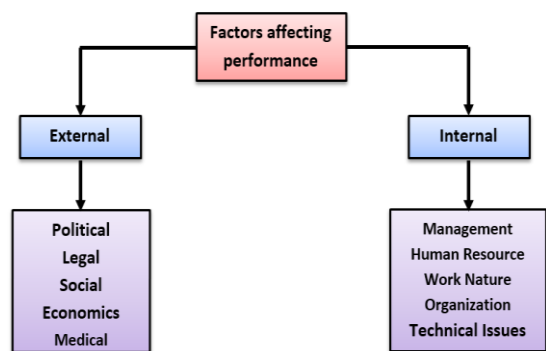 Factors affecting
performance
External
Internal
Political
Legal
Social
Economics
Medical
Management
Human Resource
Work Nature
Organization
Technical Issues